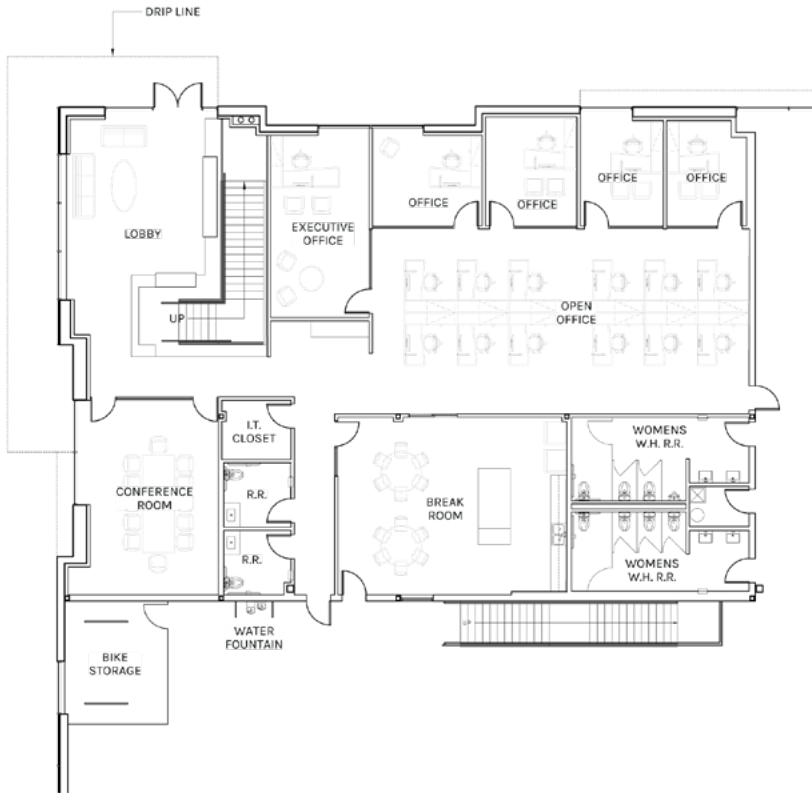 DRIP LINE
LOBBY
EXECUTIVE
OFFICE
OFFICE
OFFICE
OFFICE
OFFICE
UP
OPEN
OFFICE
I.T.
CLOSET
WOMENS
W.H. R.R.
CONFERENCE
ROOM
R.R.
BREAK
ROOM
R.R.
WOMENS
W.H. R.R.
WATER
FOUNTAIN
BIKE
STORAGE